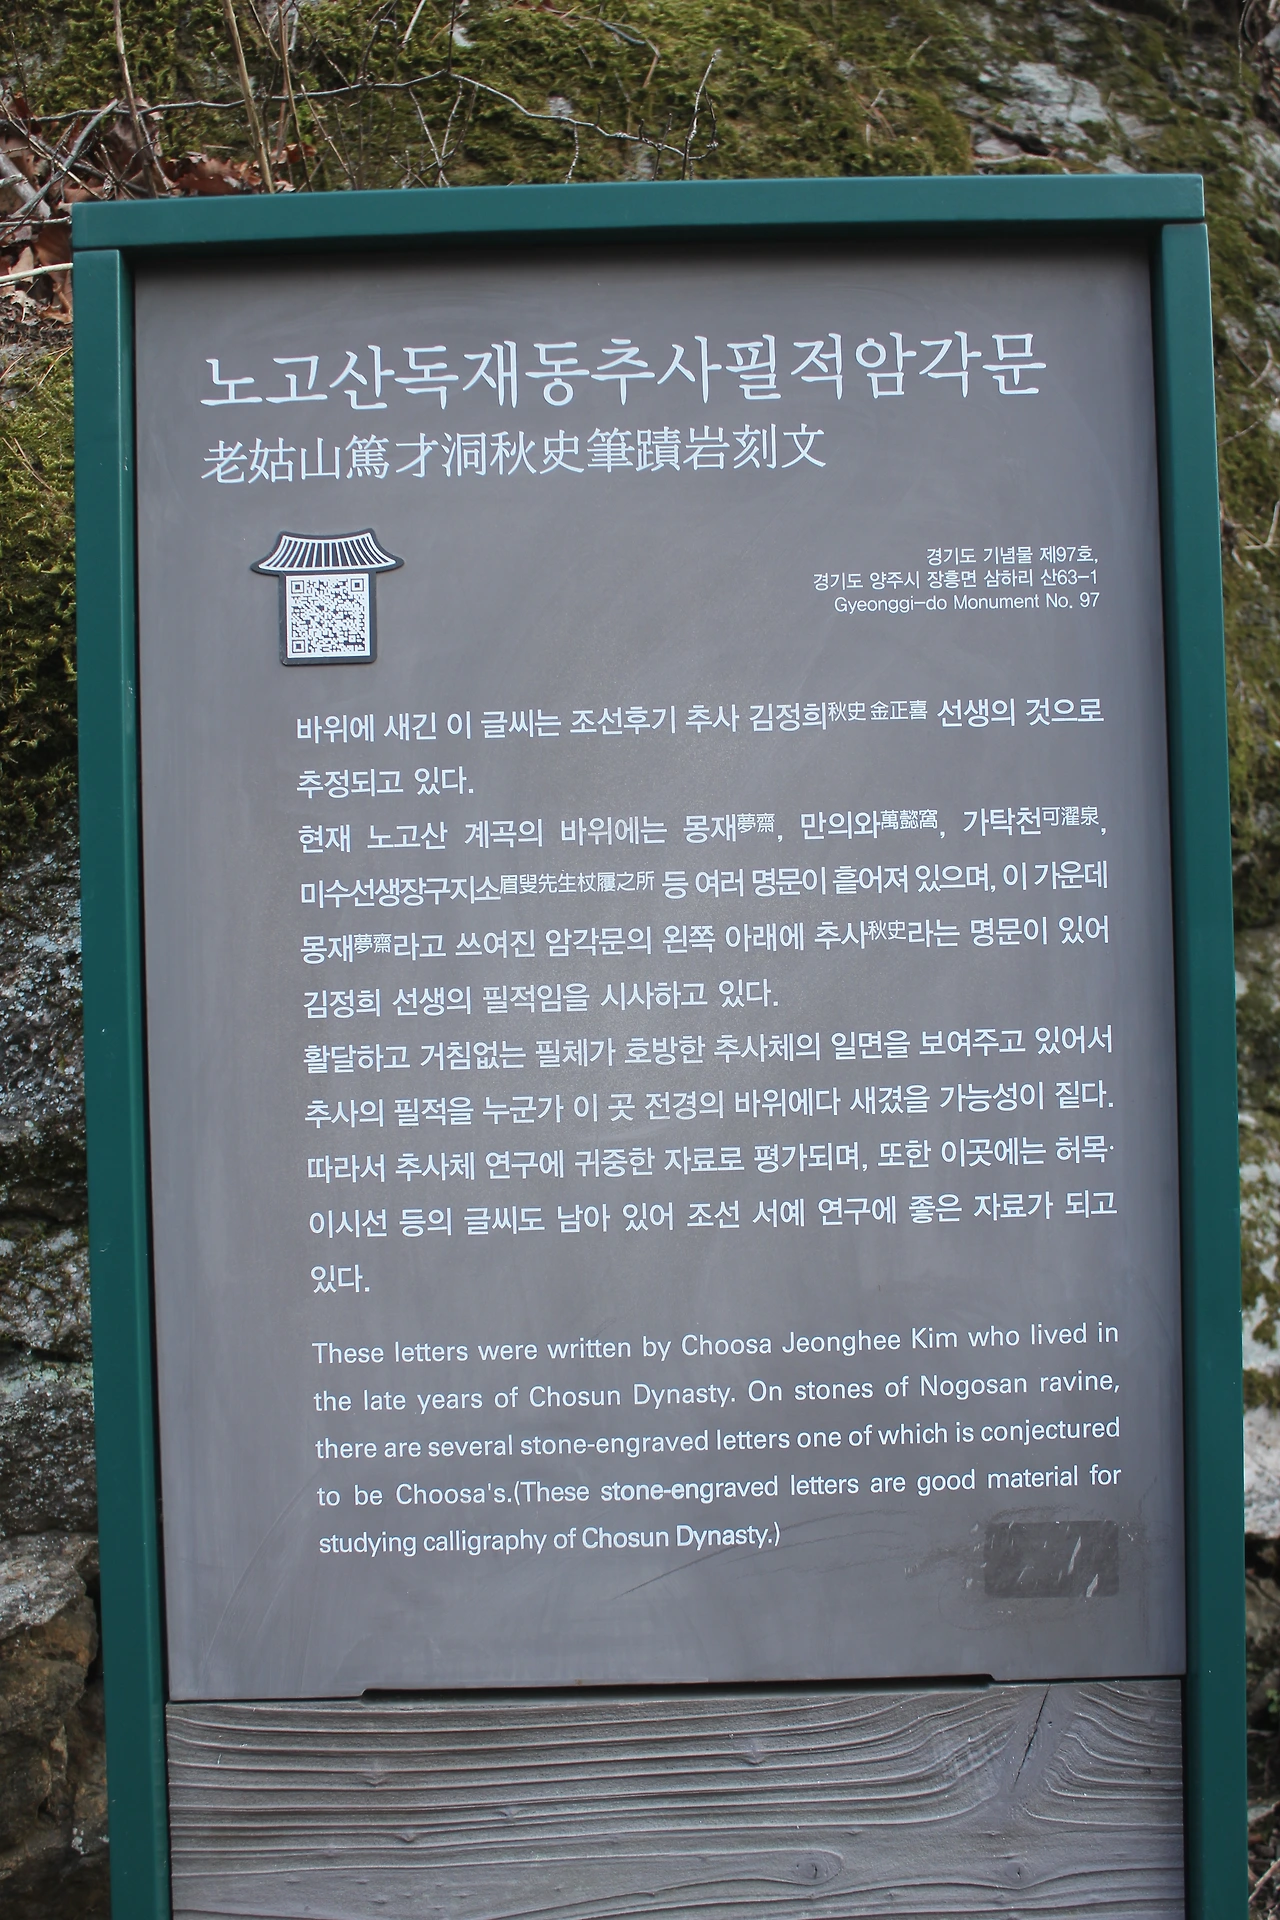 노고산독재동추사필적암각문
老姑山篤才洞秋史筆蹟岩刻文
경기도 기념물 제97호,
경기도 양주시 장흥면 삼하리 산63-1
Gyeonggi-do Monument No. 97
바위에 새긴 이 글씨는 조선후기 추사 김정희秋史 金正喜 선생의 것으로
추정되고 있다.
현재 노고산 계곡의 바위에는 몽재夢齋, 만의와萬懿窩, 가탁천可濯泉,
미수선생장구지소眉叟先生杖屨之所 등 여러 명문이 흩어져 있으며, 이 가운데
몽재夢齋라고 쓰여진 암각문의 왼쪽 아래에 추사秋史라는 명문이 있어
김정희 선생의 필적임을 시사하고 있다.
활달하고 거침없는 필체가 호방한 추사체의 일면을 보여주고 있어서
추사의 필적을 누군가 이 곳 전경의 바위에다 새겼을 가능성이 짙다.
따라서 추사체 연구에 귀중한 자료로 평가되며, 또한 이곳에는 허목·
이시선 등의 글씨도 남아 있어 조선 서예 연구에 좋은 자료가 되고
있다.
These letters were written by Choosa Jeonghee Kim who lived in
the late years of Chosun Dynasty. On stones of Nogosan ravine,
there are several stone-engraved letters one of which is conjectured
to be Choosa's.(These stone-engraved letters are good material for
studying calligraphy of Chosun Dynasty.)